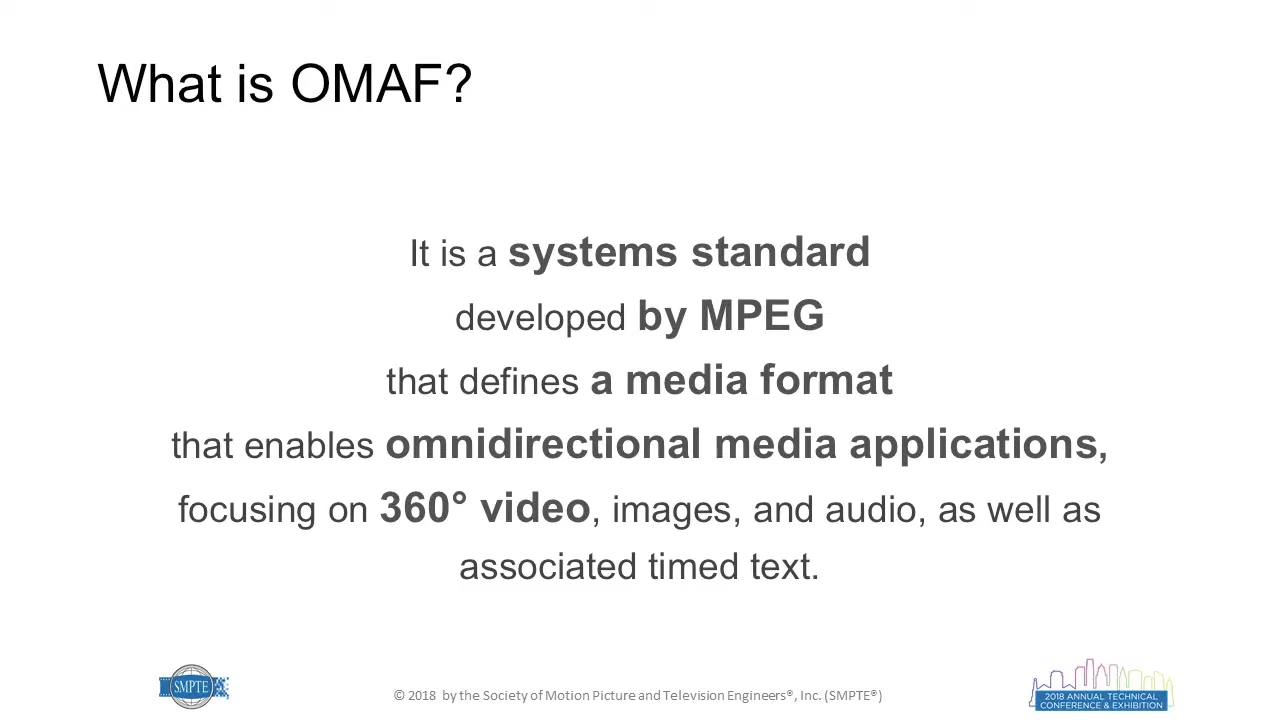 What is OMAF?
It is a systems standard
developed by MPEG
that defines a media format
that enables omnidirectional media applications,
focusing on 360° video, images, and audio, as well as
associated timed text.
SMPTE
© 2018 by the Society of Motion Picture and Television Engineers®, Inc. (SMPTE®)
2018 ANNUAL TECHNICAL
CONFERENCE & EXHIBITION